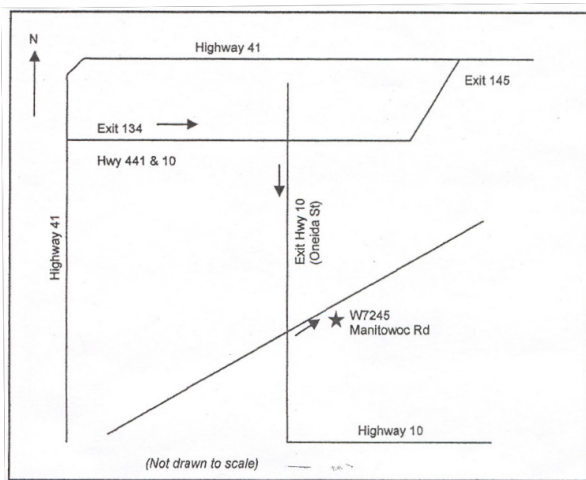 Highway 41
N
Exit 145
Exit 134
Hwy 441 & 10
Highway 41
Exit Hwy 10
(Oneida St)
W7245
Manitowoc Rd
Highway 10
(Not drawn to scale)